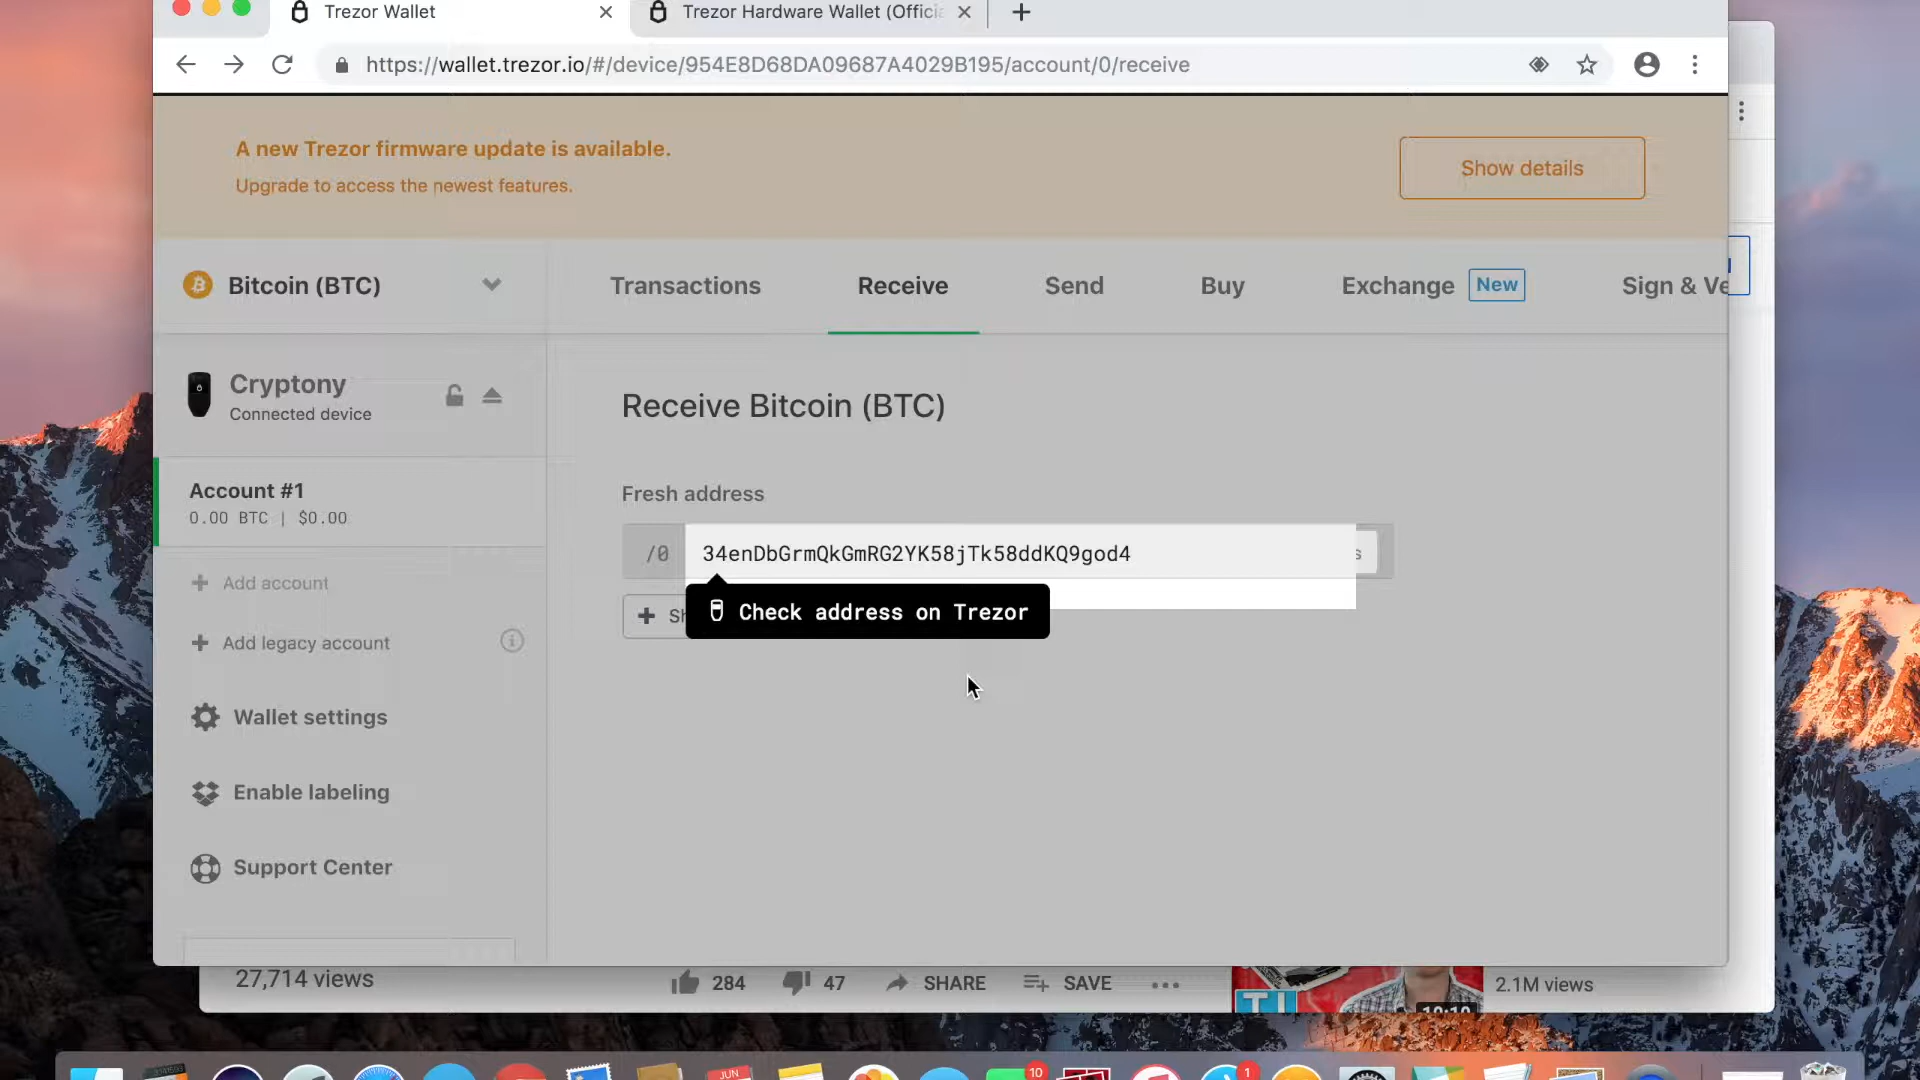 Trezor Wallet
Trezor Hardware Wallet (Offici
https://wallet.trezor.io/#/device/954E8D68DA09687A4029B195/account/0/receive
A new Trezor firmware update is available.
Upgrade to access the newest features.
Show details
Bitcoin (BTC)
Transactions
Receive
Send
Buy
Exchange
New
Sign & Ve
Cryptony
Connected device
Receive Bitcoin (BTC)
Account #1
0.00 BTC | $0.00
Fresh address
/0
34enDbGrmQkGmRG2YK58jTk58ddKQ9god4
s
Check address on Trezor
Add account
Add legacy account
Wallet settings
Enable labeling
Support Center
27,714 views
284
47
SHARE
SAVE
2.1M views
JUN
10
1